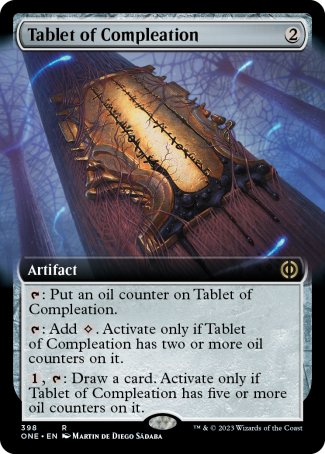 Tablet of Compleation 2
Artifact
: Put an oil counter on Tablet of
Compleation.
: Add . Activate only if Tablet
of Compleation has two or more oil
counters on it.
1, : Draw a card. Activate only if
Tablet of Compleation has five or more
oil counters on it.
398 R
ONE • EN Martin de Diego Sádaba ™ & © 2023 Wizards of the Coast